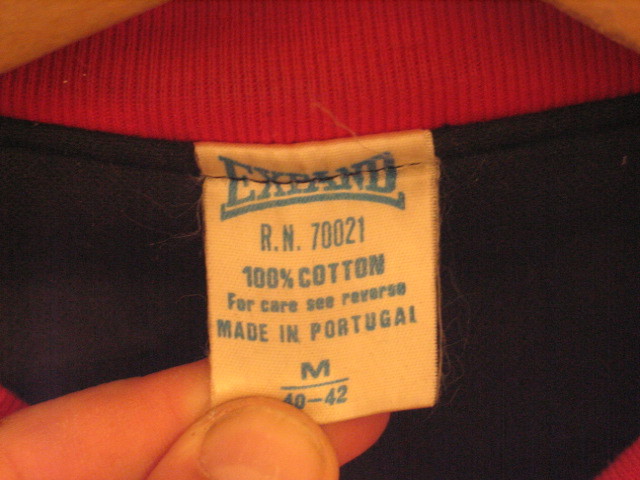 EXPAND
R.N. 70021
100% COTTON
For care see reverse
MADE IN PORTUGAL
M
40-42